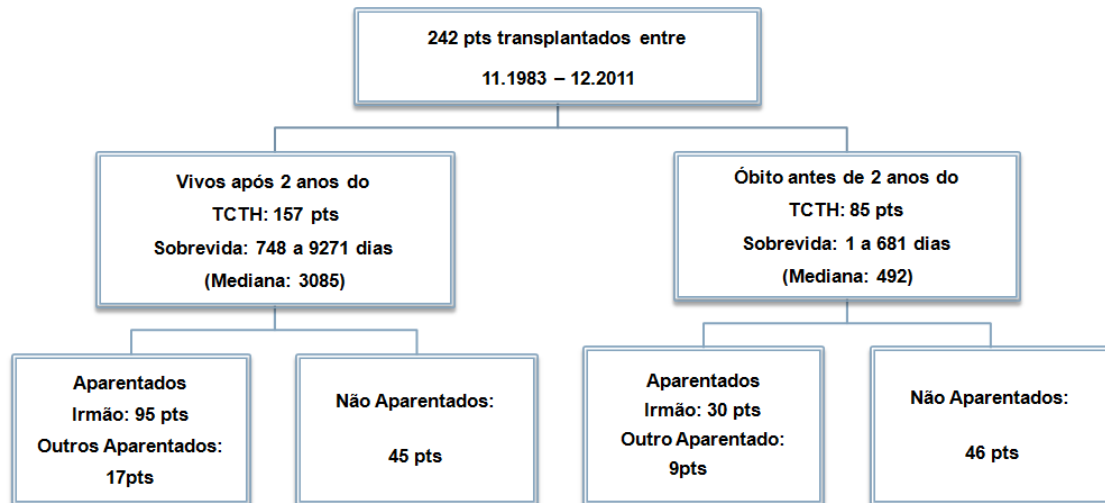 242 pts transplantados entre
11.1983 – 12.2011
Vivos após 2 anos do
TCTH: 157 pts
Sobrevida: 748 a 9271 dias
(Mediana: 3085)
Óbito antes de 2 anos do
TCTH: 85 pts
Sobrevida: 1 a 681 dias
(Mediana: 492)
Aparentados
Irmão: 95 pts
Outros Aparentados:
17pts
Não Aparentados:
45 pts
Aparentados
Irmão: 30 pts
Outro Aparentado:
9pts
Não Aparentados:
46 pts